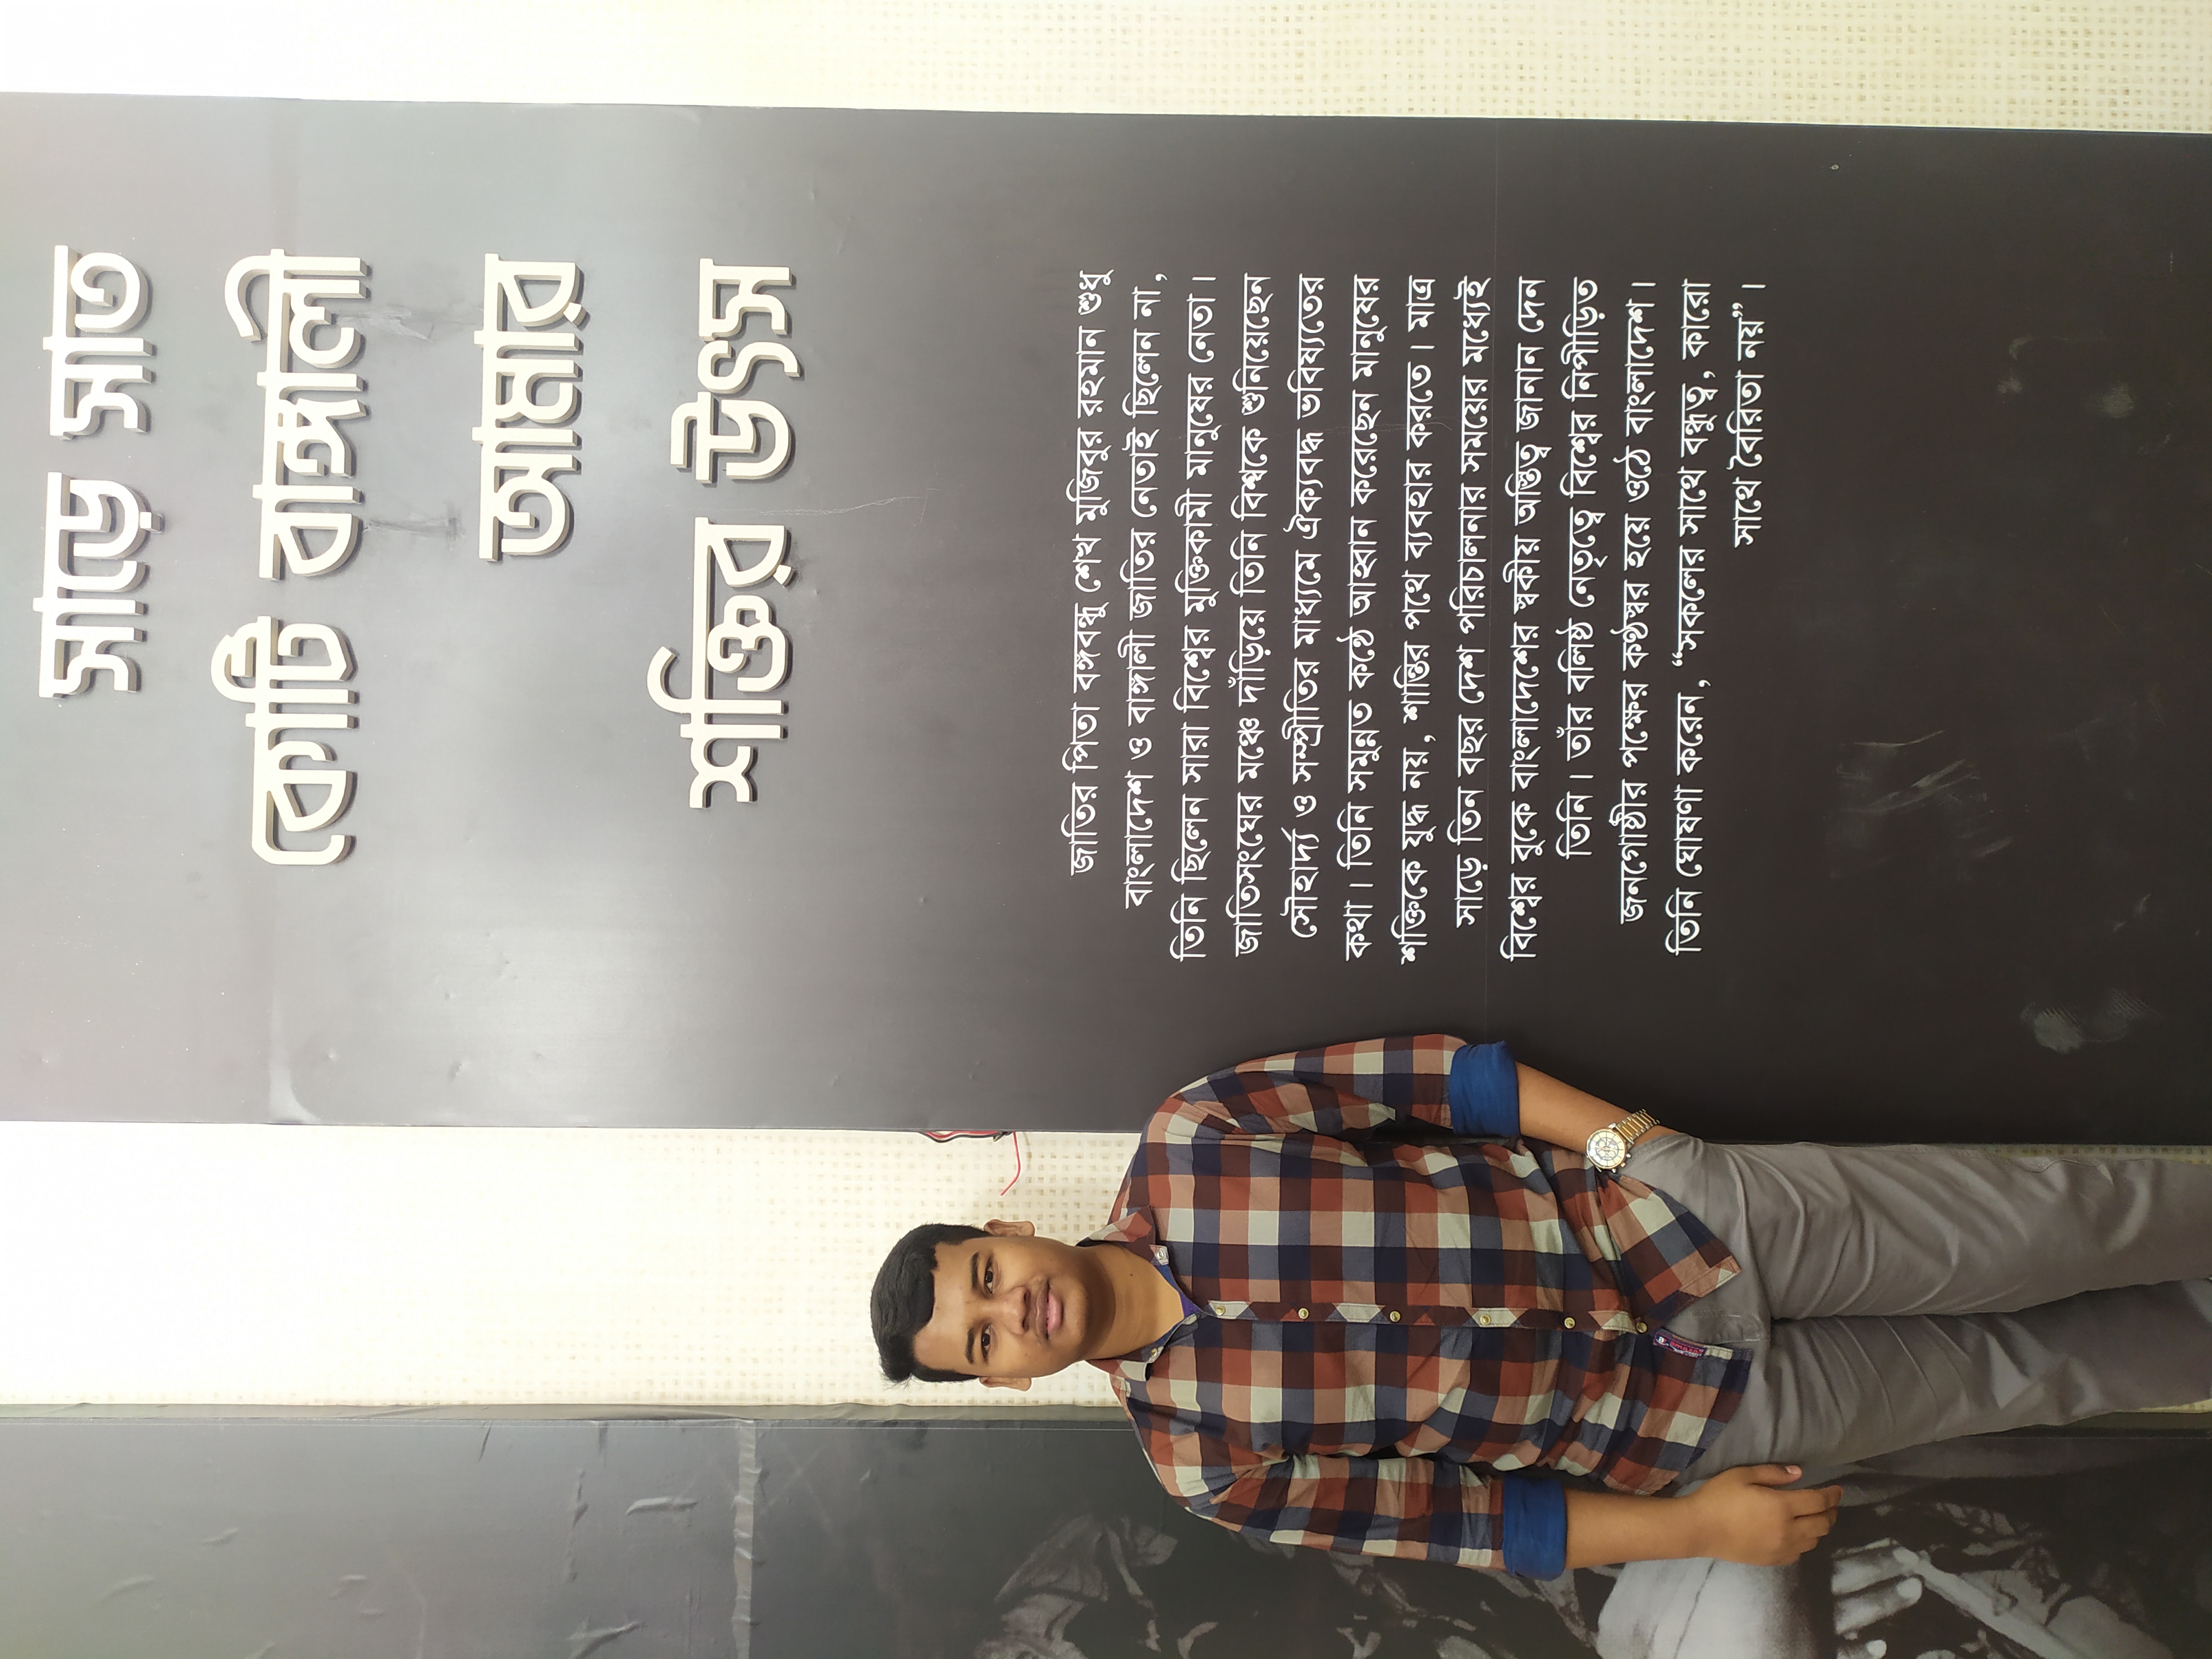 সাড়ে সাত
কোটি বাঙ্গালী
আমার
শক্তির উৎস
জাতির পিতা বঙ্গবন্ধু শেখ মুজিবুর রহমান শুধু
বাংলাদেশ ও বাঙ্গালী জাতির নেতাই ছিলেন না,
তিনি ছিলেন সারা বিশ্বের মুক্তিকামী মানুষের নেতা।
জাতিসংঘের মঞ্চে দাঁড়িয়ে তিনি বিশ্বকে শুনিয়েছেন
সৌহার্দ্য ও সম্প্রীতির মাধ্যমে ঐক্যবদ্ধ ভবিষ্যতের
কথা। তিনি সমুন্নত কণ্ঠে আহবান করেছেন মানুষের
শক্তিকে যুদ্ধ নয়, শান্তির পথে ব্যবহার করতে। মাত্র
সাড়ে তিন বছর দেশ পরিচালনার সময়ের মধ্যেই
বিশ্বের বুকে বাংলাদেশের স্বকীয় অস্তিত্ব জানান দেন
তিনি। তাঁর বলিষ্ঠ নেতৃত্বে বিশ্বের নিপীড়িত
জনগোষ্ঠীর পক্ষের কণ্ঠস্বর হয়ে ওঠে বাংলাদেশ।
তিনি ঘোষণা করেন, “সকলের সাথে বন্ধুত্ব, কারো
সাথে বৈরিতা নয়”।